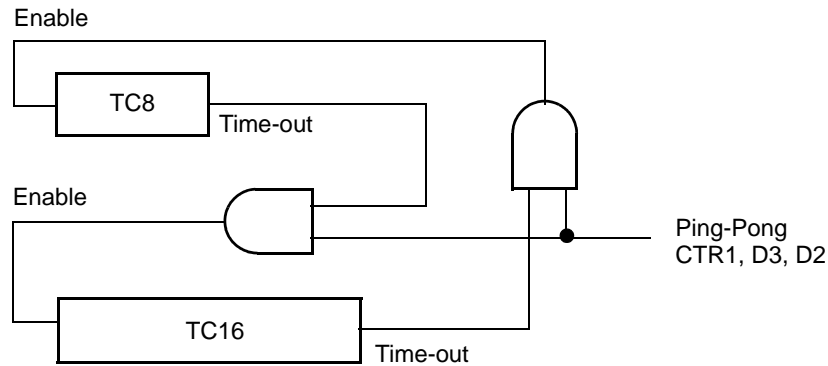 Enable
TC8
Time-out
Enable
Ping-Pong
CTR1, D3, D2
TC16
Time-out